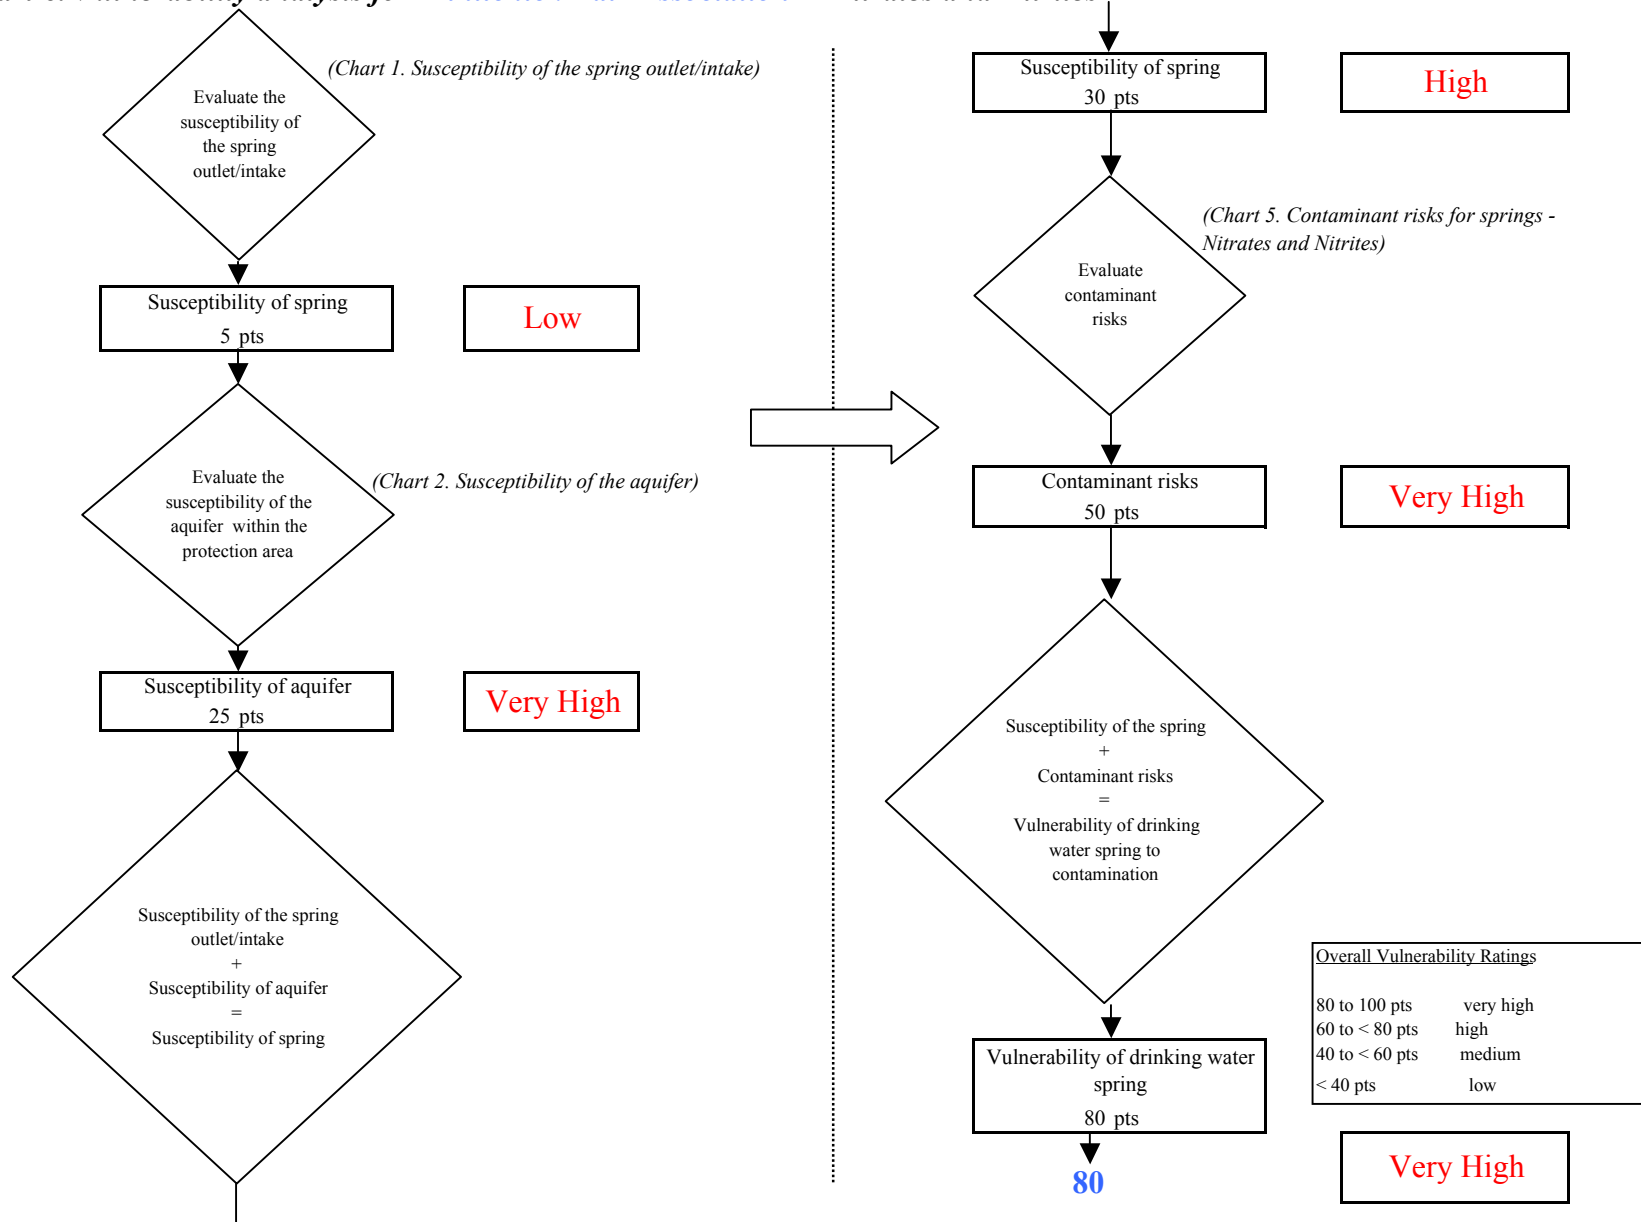 (Chart 1. Susceptibility of the spring outlet/intake)
Evaluate the
susceptibility of
the spring
outlet/intake
Susceptibility of spring
5 pts
Low
Evaluate the
susceptibility of the
aquifer within the
protection area
(Chart 2. Susceptibility of the aquifer)
Susceptibility of aquifer
25 pts
Very High
Susceptibility of the spring
outlet/intake
+
Susceptibility of aquifer
=
Susceptibility of spring
Susceptibility of spring
30 pts
High
(Chart 5. Contaminant risks for springs -
Nitrates and Nitrites)
Evaluate
contaminant
risks
Contaminant risks
50 pts
Very High
Susceptibility of the spring
+
Contaminant risks
=
Vulnerability of drinking
water spring to
contamination
Overall Vulnerability Ratings
80 to 100 pts very high
60 to < 80 pts high
40 to < 60 pts medium
< 40 pts low
Vulnerability of drinking water
spring
80 pts
80
Very High